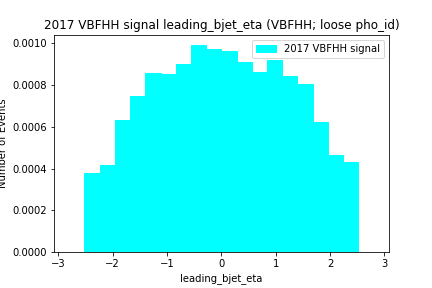 2017 VBFHH signal leading_bjet_eta (VBFHH; loose pho_id)
2017 VBFHH signal
Number of Events
0.0010
0.0008
0.0006
0.0004
0.0002
0.0000
−3 −2 −1 0 1 2 3
leading_bjet_eta